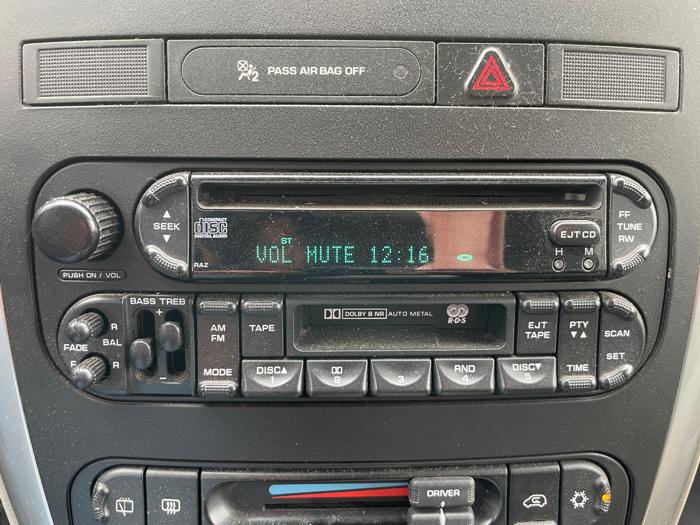 PASS AIR BAG OFF
2
SEEK
COMPACT
disc
DIGITAL AUDIO
RAZ
ST
VOL MUTE 12:16
EJT CD
H M
FF
TUNE
RW
PUSH ON / VOL
BASS TREB
+
−
R
BAL
FADE
F R
AM
FM
MODE
TAPE
DOLBY B NR AUTO METAL
R·D·S
EJT
TAPE
PTY
TIME
SCAN
SET
DISC
1
2
3
RND
4
DISC
5
DRIVER